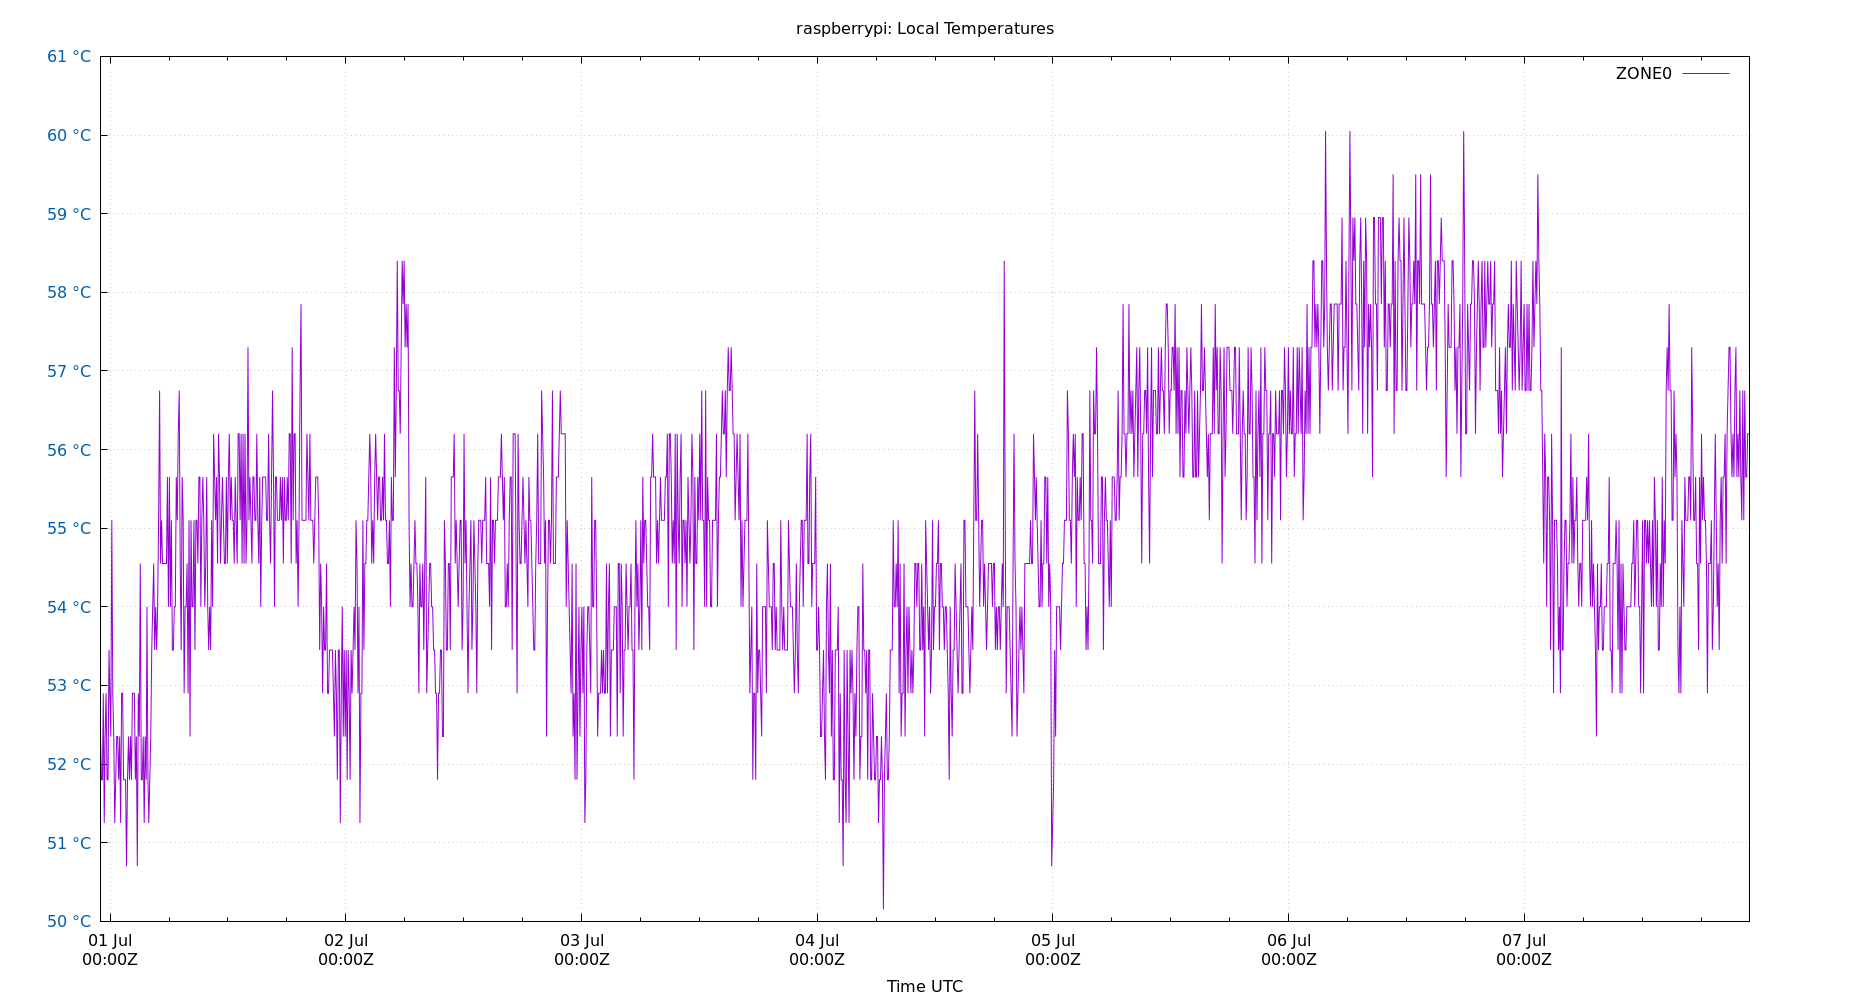 raspberrypi: Local Temperatures
61 °C
ZONE0
60 °C
59 °C
58 °C
57 °C
56 °C
55 °C
54 °C
53 °C
52 °C
51 °C
50 °C
01 Jul 02 Jul 03 Jul 04 Jul 05 Jul 06 Jul 07 Jul
00:00Z 00:00Z 00:00Z 00:00Z 00:00Z 00:00Z 00:00Z
Time UTC